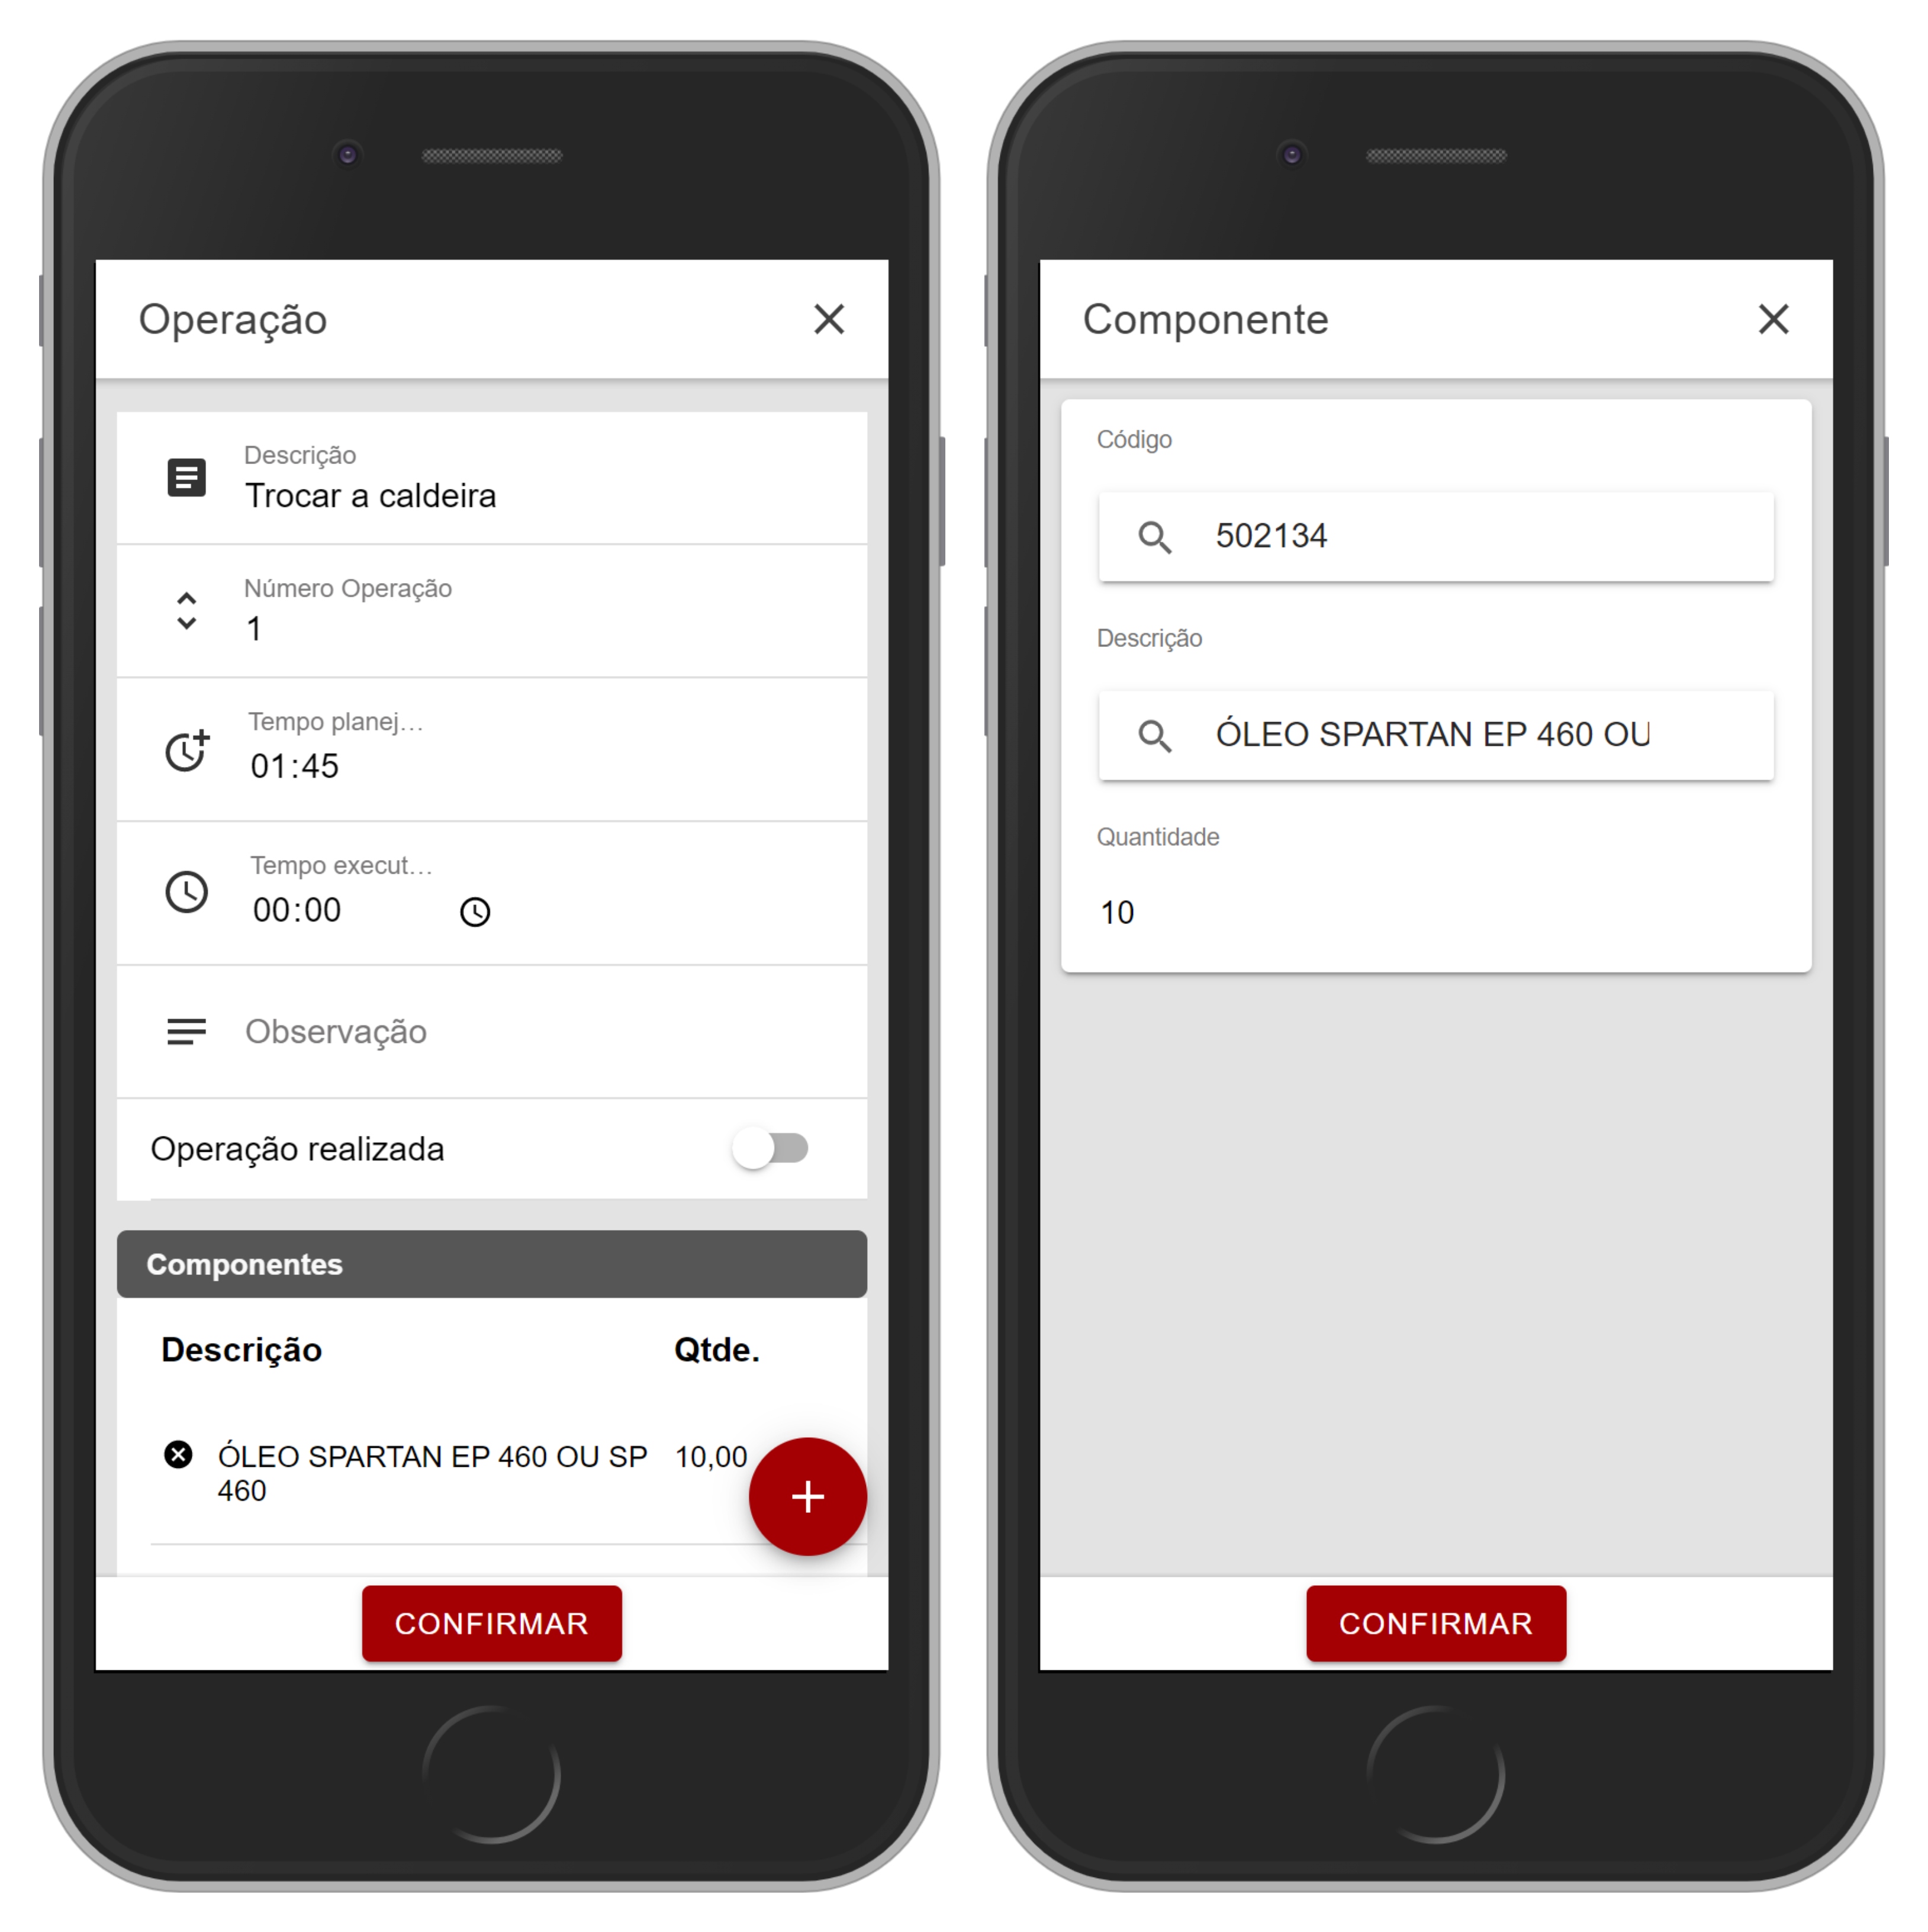 Operação
Descrição
Trocar a caldeira
Número Operação
1
Tempo planej...
01:45
Tempo execut...
00:00
Observação
Operação realizada
Componentes
Descrição Qtde.
ÓLEO SPARTAN EP 460 OU SP 10,00
460
CONFIRMAR
Componente
Código
502134
Descrição
ÓLEO SPARTAN EP 460 OU
Quantidade
10
CONFIRMAR